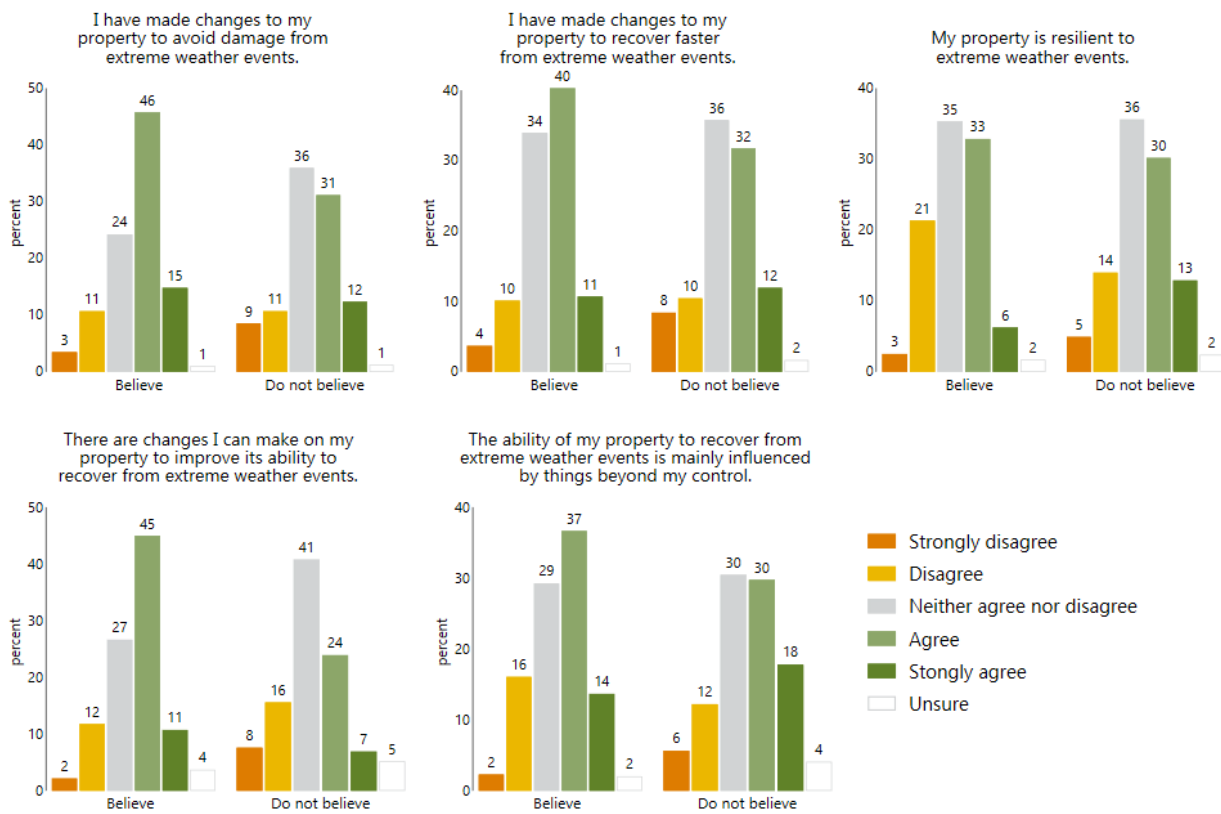 I have made changes to my
property to avoid damage from
extreme weather events.
50
40
30
20
10
0
percent
3
11
24
46
15
1
9
11
36
31
12
1
Believe
Do not believe
I have made changes to my
property to recover faster
from extreme weather events.
40
30
20
10
0
percent
4
10
34
40
11
1
8
10
36
32
12
2
Believe
Do not believe
My property is resilient to
extreme weather events.
40
30
20
10
0
percent
3
21
35
33
6
2
5
14
36
30
13
2
Believe
Do not believe
There are changes I can make on my
property to improve its ability to
recover from extreme weather events.
50
40
30
20
10
0
percent
2
12
27
45
11
4
8
16
41
24
7
5
Believe
Do not believe
The ability of my property to recover from
extreme weather events is mainly influenced
by things beyond my control.
40
30
20
10
0
percent
2
16
29
37
14
2
6
12
30
30
18
4
Believe
Do not believe
Strongly disagree
Disagree
Neither agree nor disagree
Agree
Stongly agree
Unsure